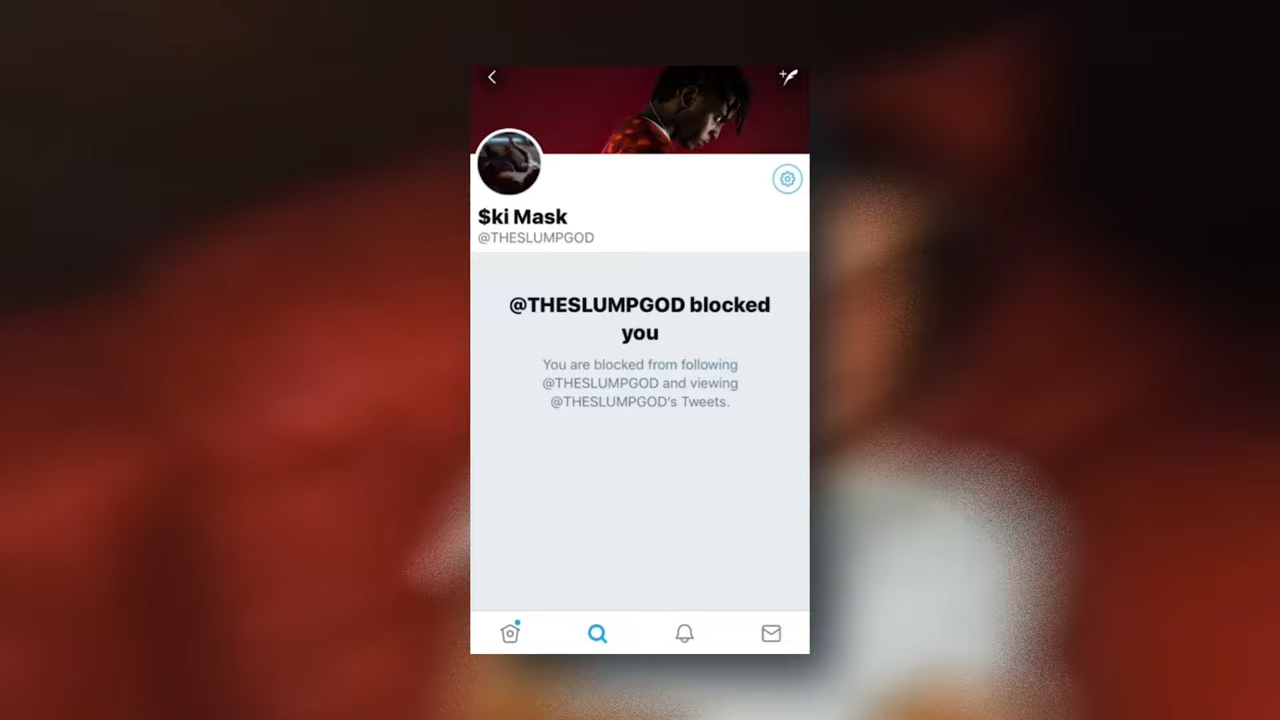 $ki Mask
@THESLUMPGOD
@THESLUMPGOD blocked
you
You are blocked from following
@THESLUMPGOD and viewing
@THESLUMPGOD's Tweets.